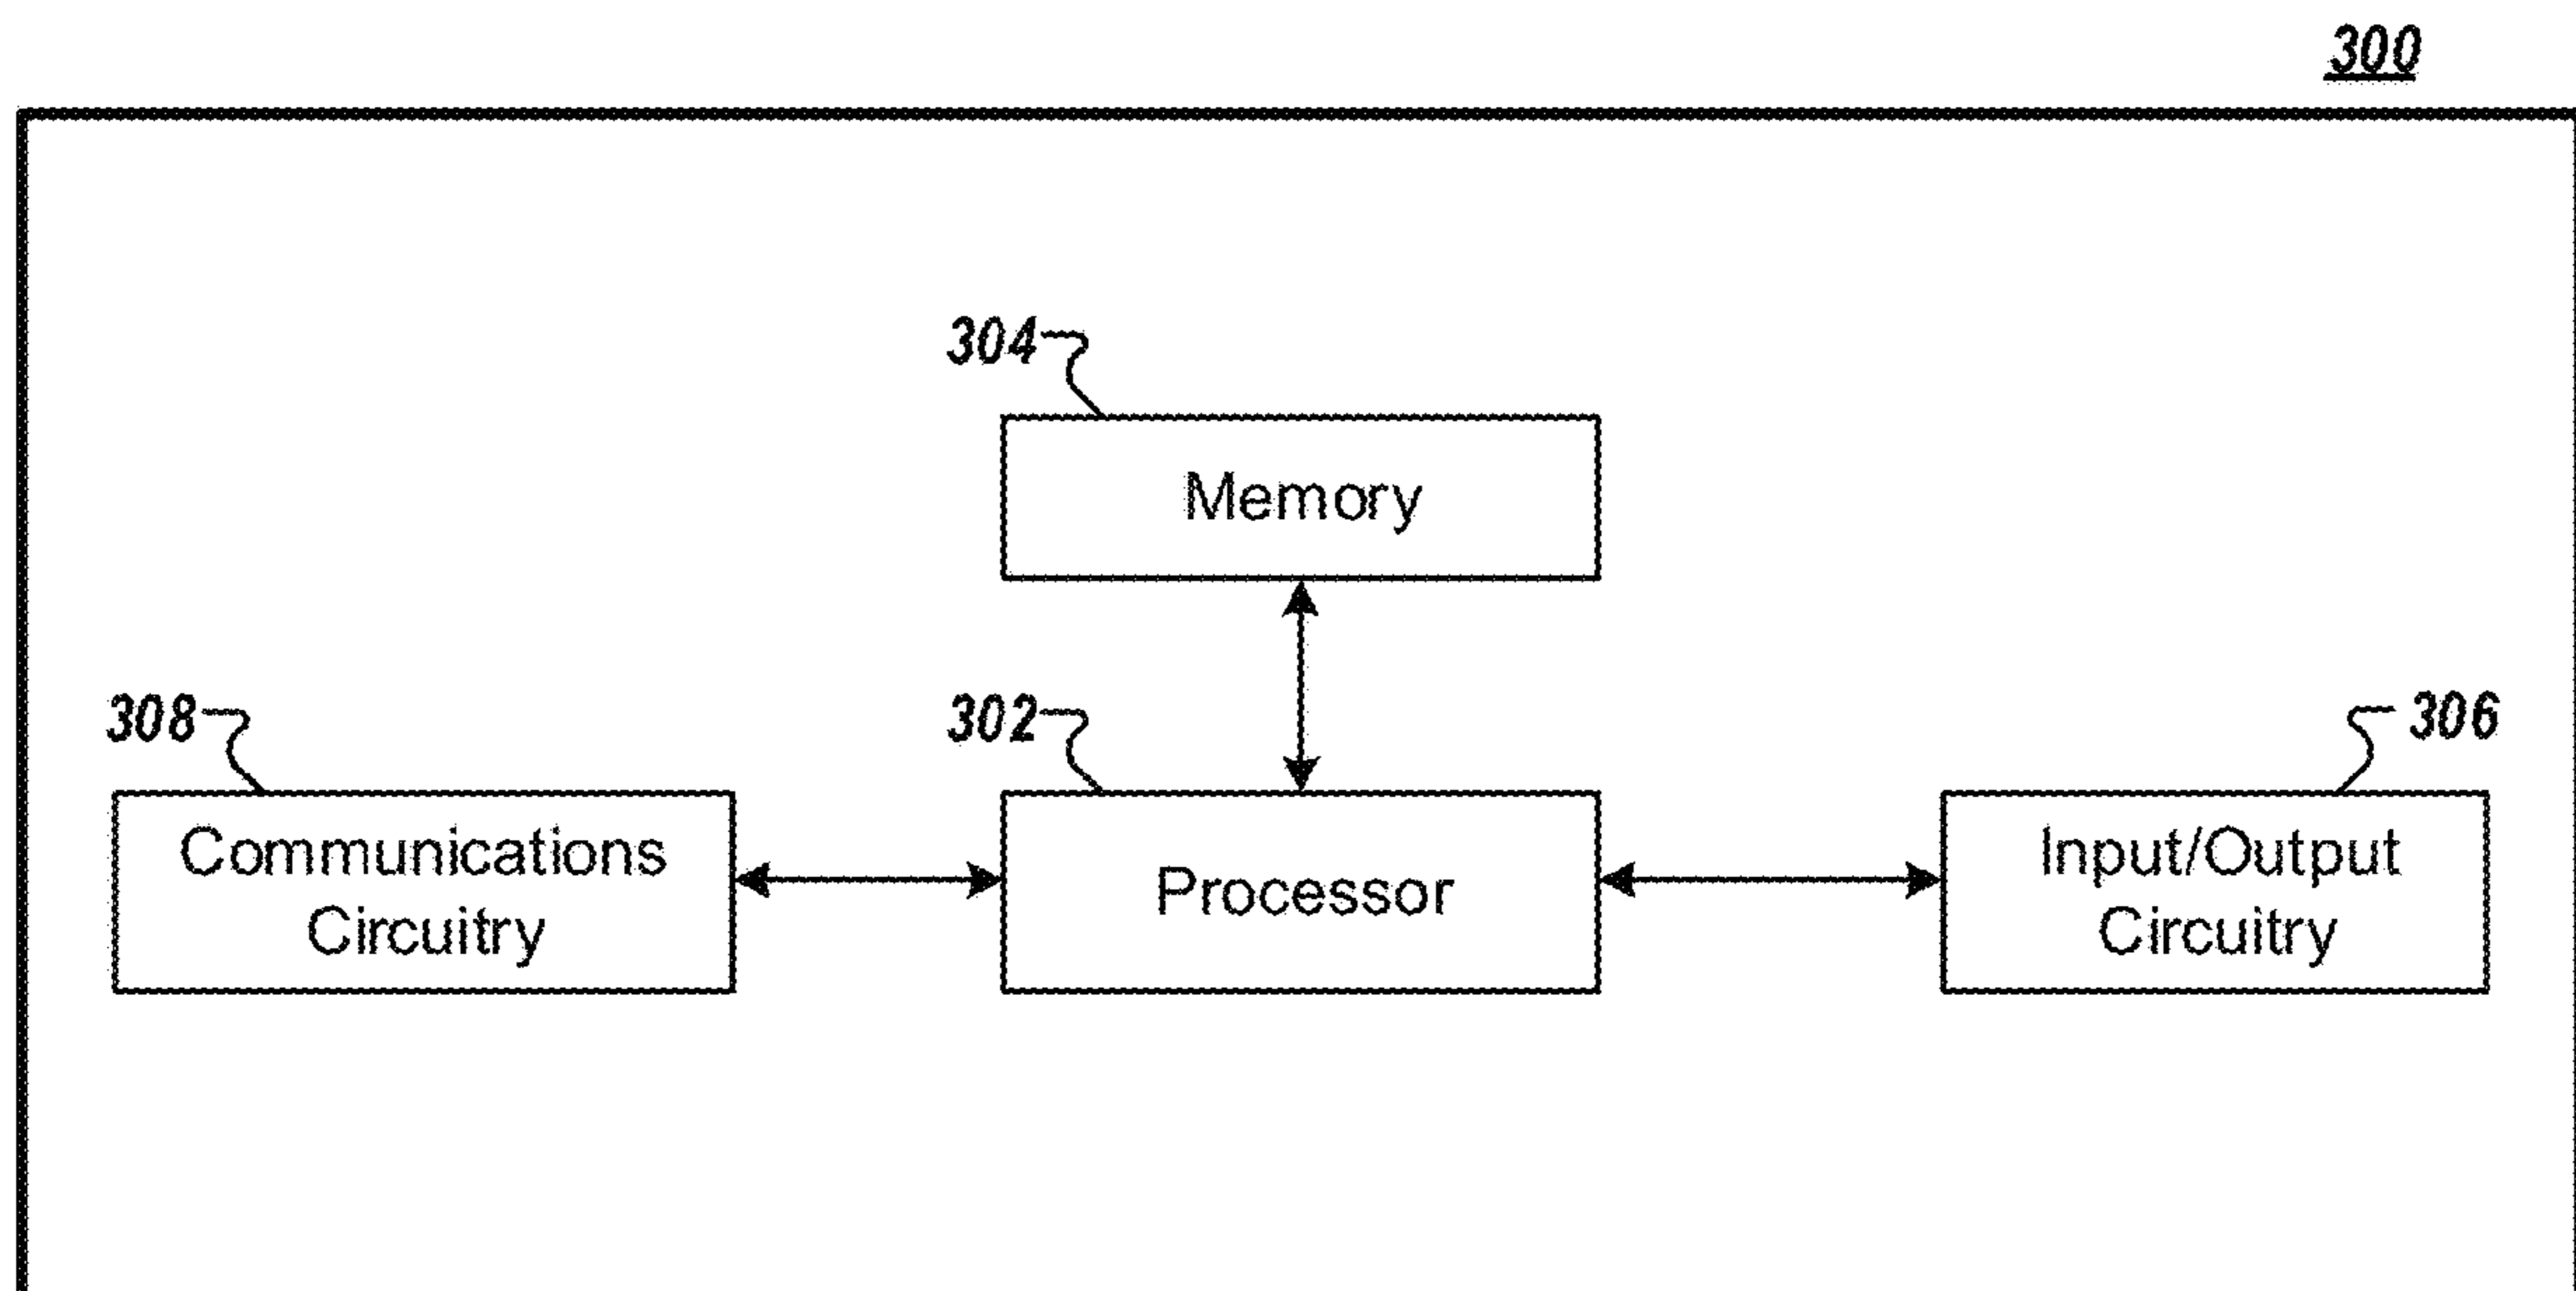 300
304
Memory
308
302
306
Communications
Circuitry
Processor
Input/Output
Circuitry